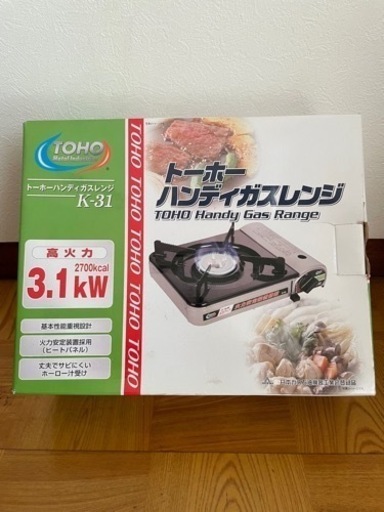 TOHO
トーホーハンディガスレンジ
K-31
高火力
2700kcal
3.1kW
基本性能重視設計
火力安定装置採用
(ヒートパネル)
丈夫でサビにくい
ホーロー汁受け
TOHO TOHO TOHO TOHO TOHO
トーホー
ハンディガスレンジ
TOHO Handy Gas Range